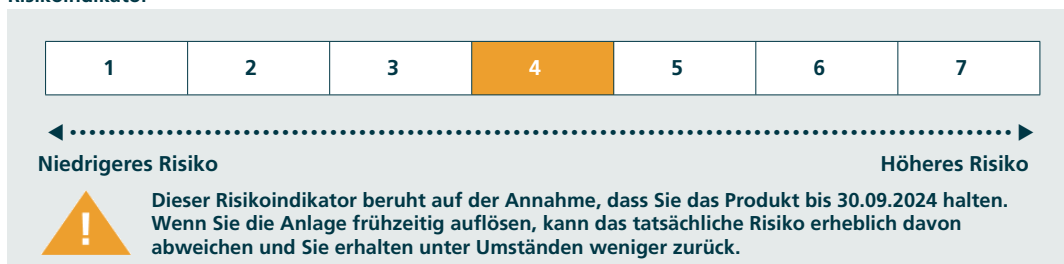 Risikoindikator
1 2 3 4 5 6 7
Niedrigeres Risiko Höheres Risiko
! Dieser Risikoindikator beruht auf der Annahme, dass Sie das Produkt bis 30.09.2024 halten.
Wenn Sie die Anlage frühzeitig auflösen, kann das tatsächliche Risiko erheblich davon
abweichen und Sie erhalten unter Umständen weniger zurück.